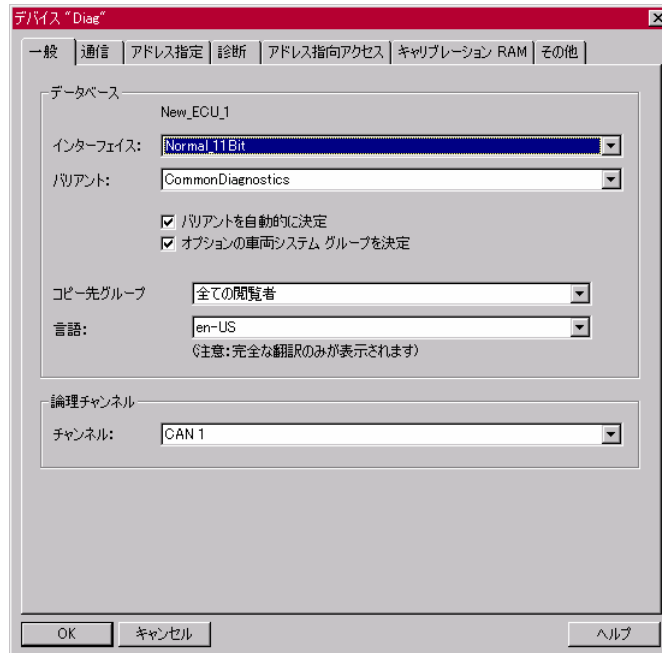 デバイス "Diag"
一般 通信 アドレス指定 診断 アドレス指向アクセス キャリブレーション RAM その他
データベース
New_ECU_1
インターフェイス: Normal_11Bit
バリアント: CommonDiagnostics
バリアントを自動的に決定
オプションの車両システム グループを決定
コピー先グループ 全ての閲覧者
言語: en-US
(注意:完全な翻訳のみが表示されます)
論理チャンネル
チャンネル: CAN 1
OK キャンセル ヘルプ